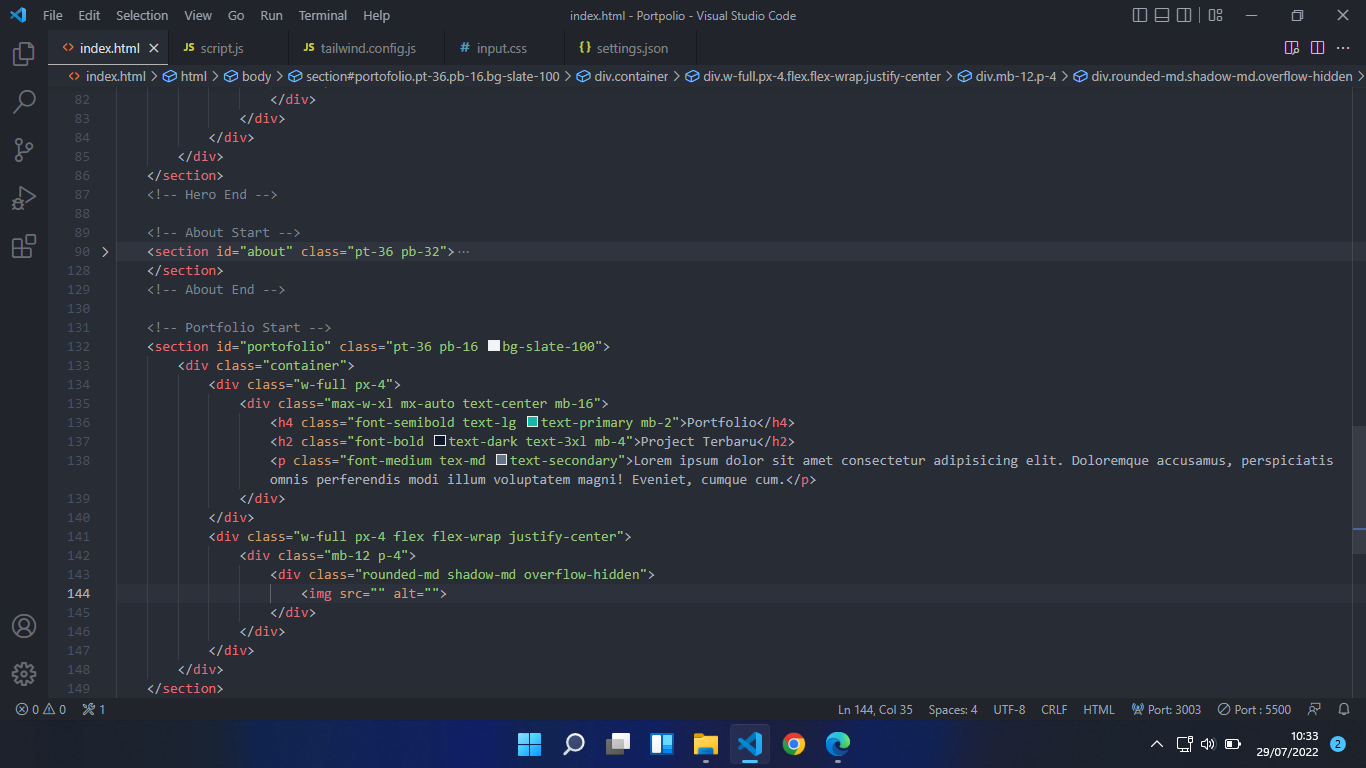 File Edit Selection View Go Run Terminal Help index.html - Portpolio - Visual Studio Code
index.html JS script.js JS tailwind.config.js # input.css {} settings.json
index.html > html > body > section#portofolio.pt-36.pb-16.bg-slate-100 > div.container > div.w-full.px-4.flex.flex-wrap.justify-center > div.mb-12.p-4 > div.rounded-md.shadow-md.overflow-hidden >
82 </div>
83 </div>
84 </div>
85 </div>
86 </section>
87 <!-- Hero End -->
88
89 <!-- About Start -->
90 <section id="about" class="pt-36 pb-32">···
128 </section>
129 <!-- About End -->
130
131 <!-- Portfolio Start -->
132 <section id="portofolio" class="pt-36 pb-16 bg-slate-100">
133 <div class="container">
134 <div class="w-full px-4">
135 <div class="max-w-xl mx-auto text-center mb-16">
136 <h4 class="font-semibold text-lg text-primary mb-2">Portfolio</h4>
137 <h2 class="font-bold text-dark text-3xl mb-4">Project Terbaru</h2>
138 <p class="font-medium tex-md text-secondary">Lorem ipsum dolor sit amet consectetur adipisicing elit. Doloremque accusamus, perspiciatis
omnis perferendis modi illum voluptatem magni! Eveniet, cumque cum.</p>
139 </div>
140 </div>
141 <div class="w-full px-4 flex flex-wrap justify-center">
142 <div class="mb-12 p-4">
143 <div class="rounded-md shadow-md overflow-hidden">
144 <img src="" alt="">
145 </div>
146 </div>
147 </div>
148 </div>
149 </section>
0 0 1 Ln 144, Col 35 Spaces: 4 UTF-8 CRLF HTML Port: 3003 Port : 5500
10:33
29/07/2022 2